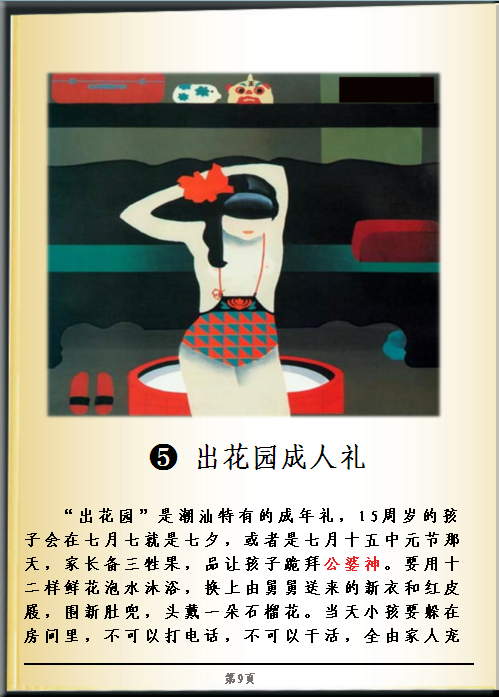 ❺ 出花园成人礼
“出花园”是潮汕特有的成年礼，15周岁的孩
子会在七月七就是七夕，或者是七月十五中元节那
天，家长备三牲果，品让孩子跪拜公婆神。要用十
二样鲜花泡水沐浴，换上由舅舅送来的新衣和红皮
屐，围新肚兜，头戴一朵石榴花。当天小孩要躲在
房间里，不可以打电话，不可以干活，全由家人宠
第9頁